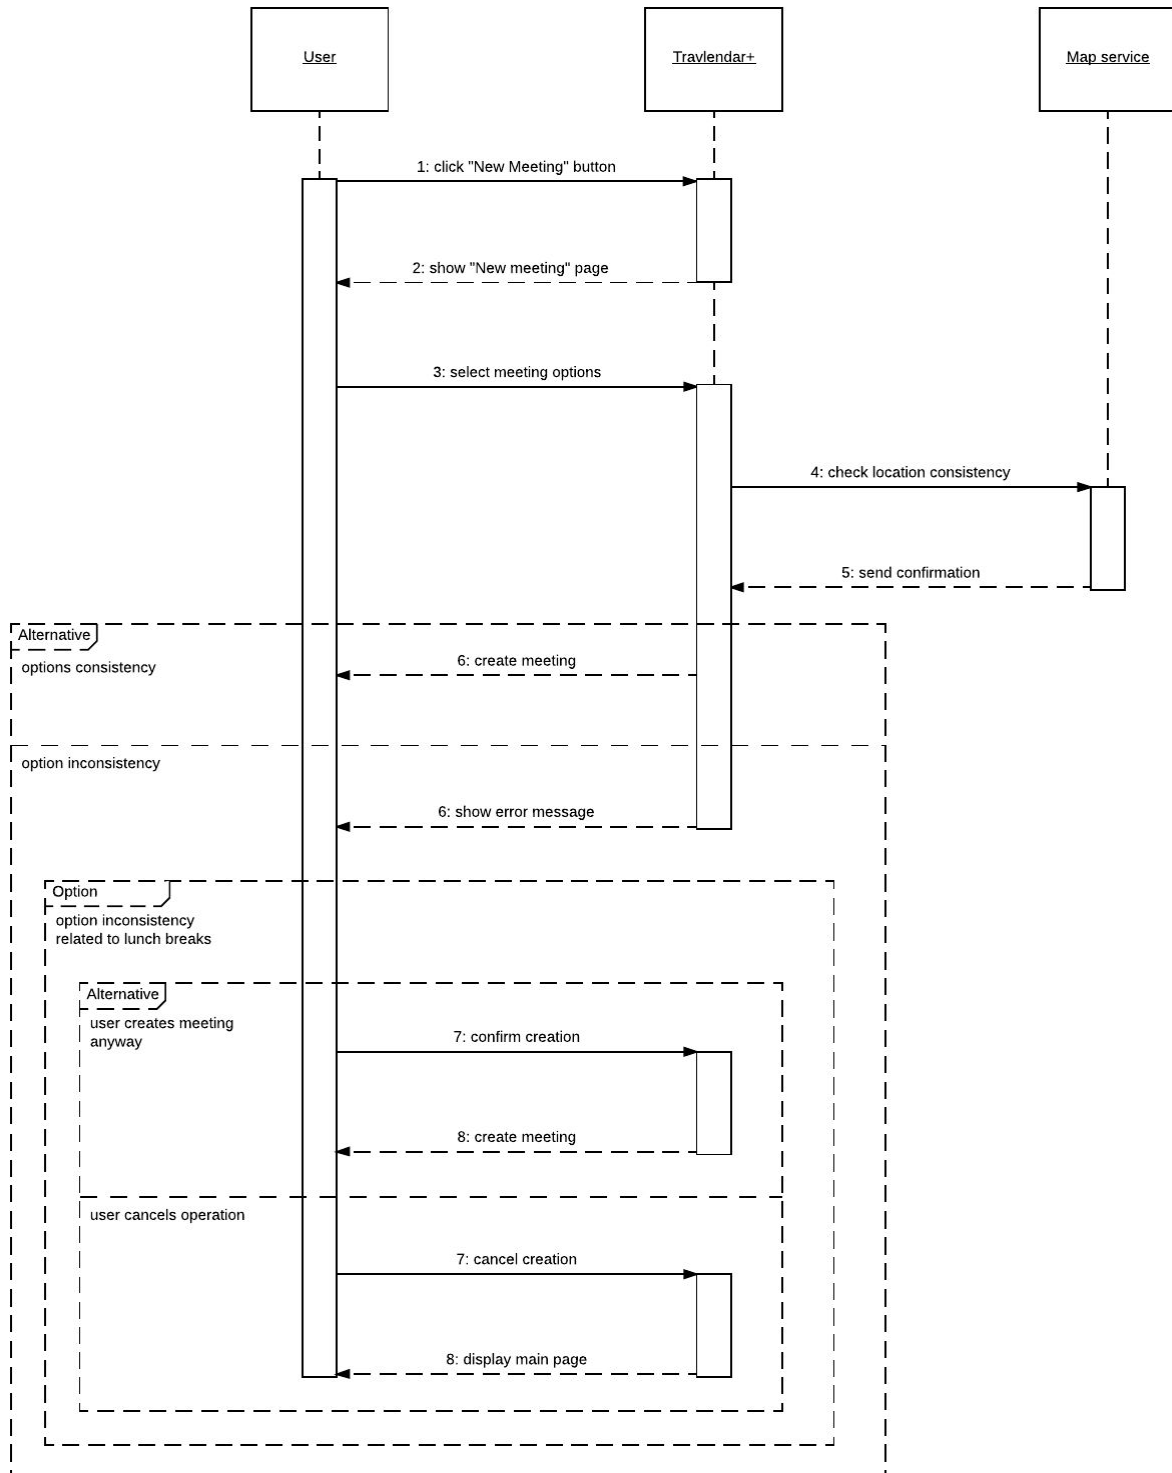 User
Travlendar+
Map service
1: click "New Meeting" button
2: show "New meeting" page
3: select meeting options
4: check location consistency
5: send confirmation
Alternative
options consistency
6: create meeting
option inconsistency
6: show error message
Option
option inconsistency
related to lunch breaks
Alternative
user creates meeting
anyway
7: confirm creation
8: create meeting
user cancels operation
7: cancel creation
8: display main page